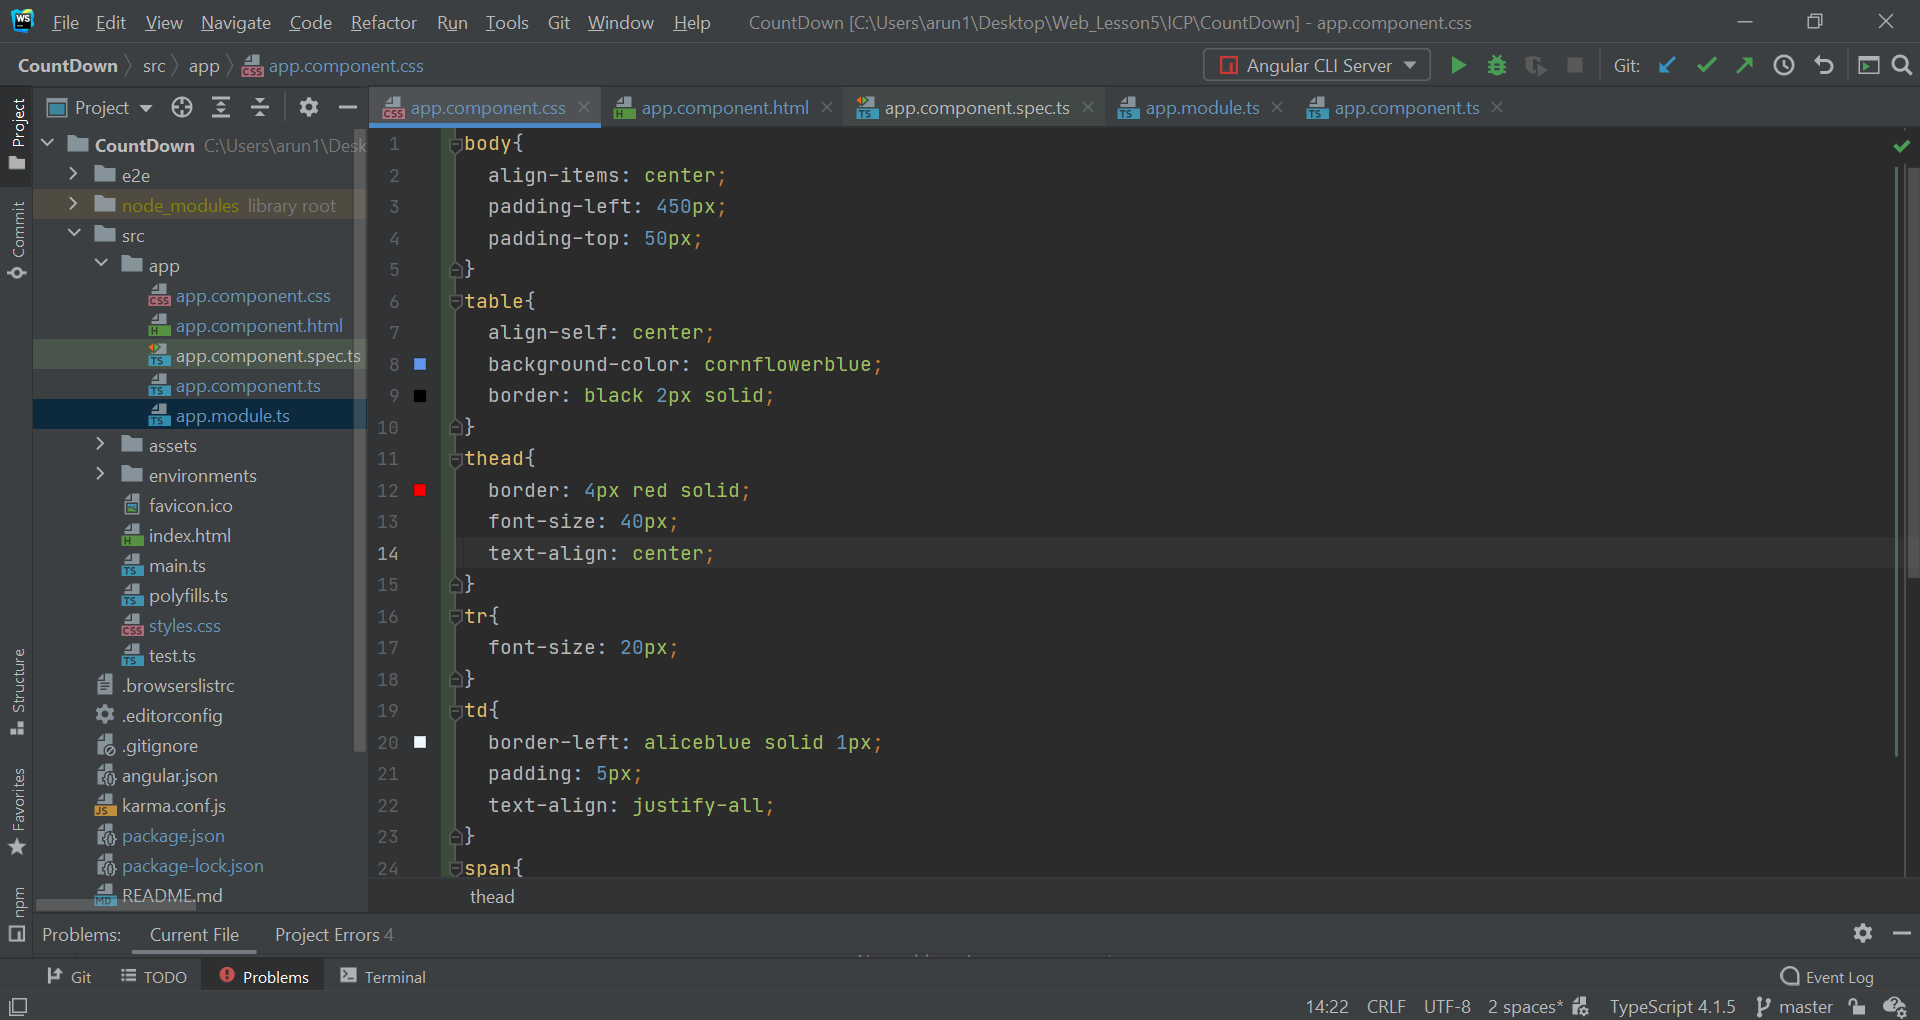 WS File Edit View Navigate Code Refactor Run Tools Git Window Help CountDown [C:\Users\arun1\Desktop\Web_Lesson5\ICP\CountDown] - app.component.css
CountDown src app app.component.css Angular CLI Server Git:
Project
app.component.css app.component.html app.component.spec.ts app.module.ts app.component.ts
Project
Commit
Structure
Favorites
npm
CountDown C:\Users\arun1\Desk
e2e
node_modules library root
src
app
app.component.css
app.component.html
app.component.spec.ts
app.component.ts
app.module.ts
assets
environments
favicon.ico
index.html
main.ts
polyfills.ts
styles.css
test.ts
.browserslistrc
.editorconfig
.gitignore
angular.json
karma.conf.js
package.json
package-lock.json
README.md
1 body{
2 align-items: center;
3 padding-left: 450px;
4 padding-top: 50px;
5 }
6 table{
7 align-self: center;
8 background-color: cornflowerblue;
9 border: black 2px solid;
10 }
11 thead{
12 border: 4px red solid;
13 font-size: 40px;
14 text-align: center;
15 }
16 tr{
17 font-size: 20px;
18 }
19 td{
20 border-left: aliceblue solid 1px;
21 padding: 5px;
22 text-align: justify-all;
23 }
24 span{
thead
Problems: Current File Project Errors 4
Git TODO Problems Terminal Event Log
14:22 CRLF UTF-8 2 spaces* TypeScript 4.1.5 master